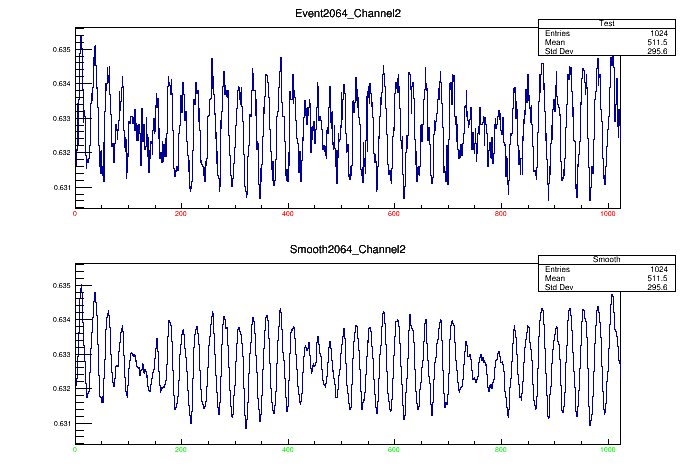 Event2064_Channel2
Test
Entries 1024
Mean 511.5
Std Dev 295.6
0.635
0.634
0.633
0.632
0.631
0 200 400 600 800 1000
Smooth2064_Channel2
Smooth
Entries 1024
Mean 511.5
Std Dev 295.6
0.635
0.634
0.633
0.632
0.631
0 200 400 600 800 1000